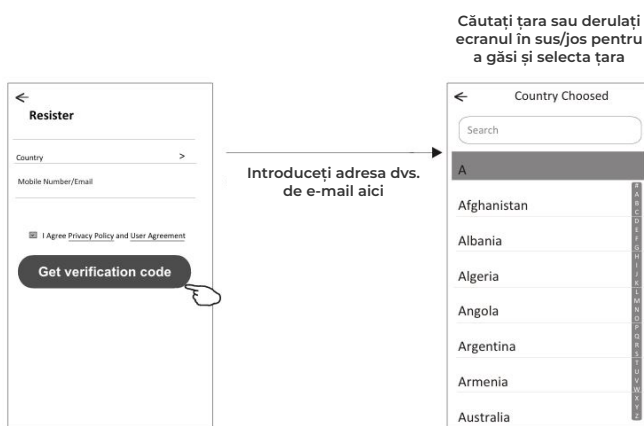 Căutați țara sau derulați
ecranul în sus/jos pentru
a găsi și selecta țara
Resister
Country >
Mobile Number/Email
I Agree Privacy Policy and User Agreement
Get verification code
Introduceți adresa dvs.
de e-mail aici
Country Choosed
Search
A
Afghanistan
Albania
Algeria
Angola
Argentina
Armenia
Australia
#
A
B
C
D
E
F
G
H
I
J
K
L
M
N
O
P
Q
R
S
T
U
V
W
X
Y
Z